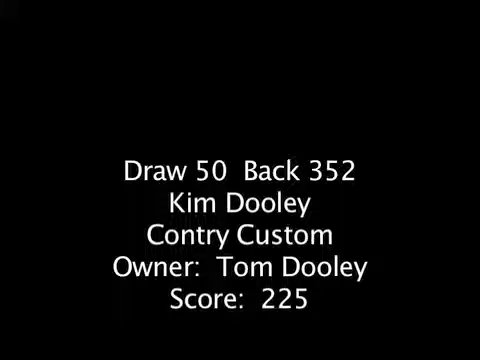 Draw 50  Back 352
Kim Dooley
Contry Custom
Owner:  Tom Dooley
Score:  225